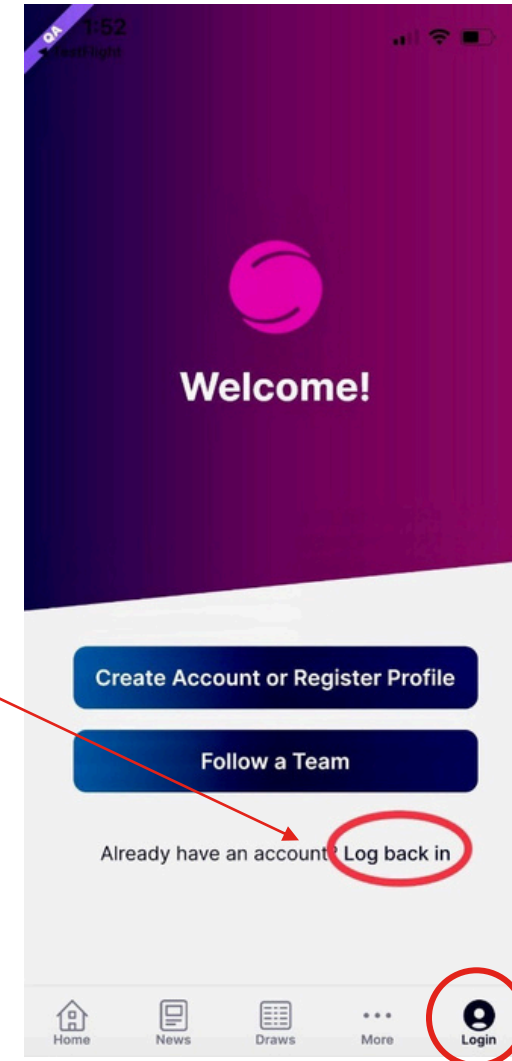 QA
1:52
◀ TestFlight
Welcome!
Create Account or Register Profile
Follow a Team
Already have an account? Log back in
Home
News
Draws
More
Login